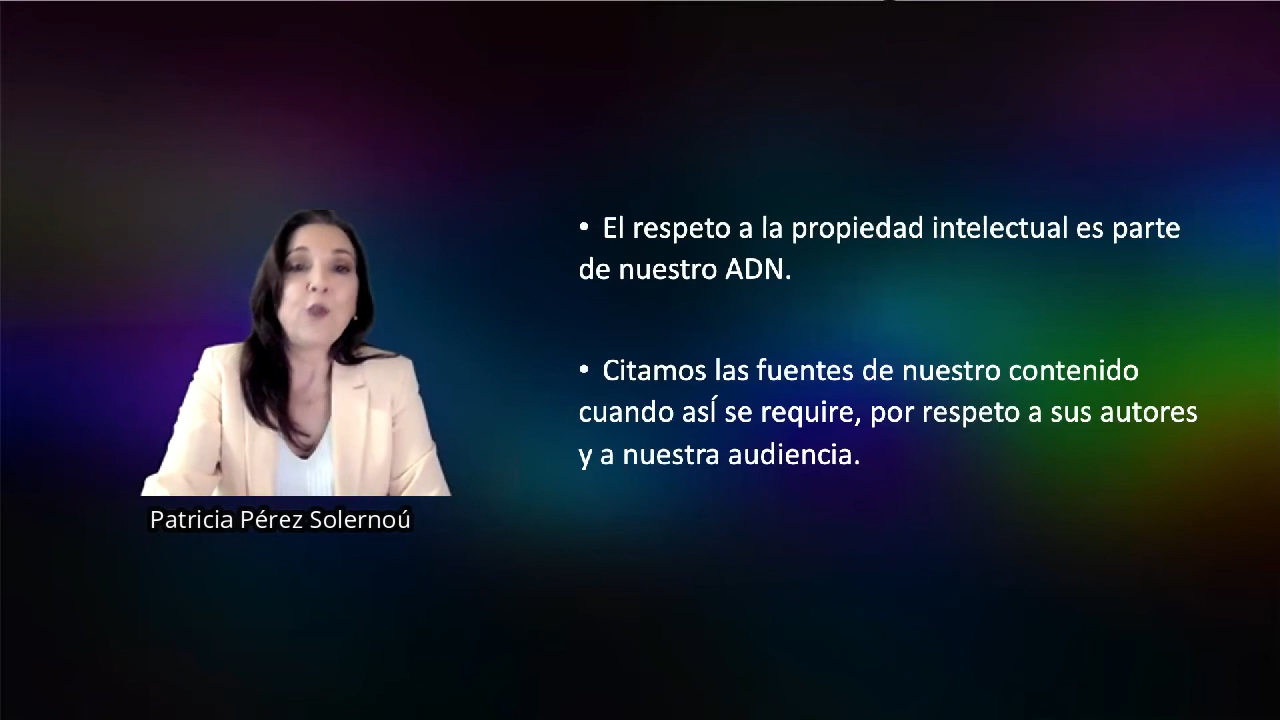 • El respeto a la propiedad intelectual es parte
de nuestro ADN.
• Citamos las fuentes de nuestro contenido
cuando asÍ se require, por respeto a sus autores
y a nuestra audiencia.
Patricia Pérez Solernoú